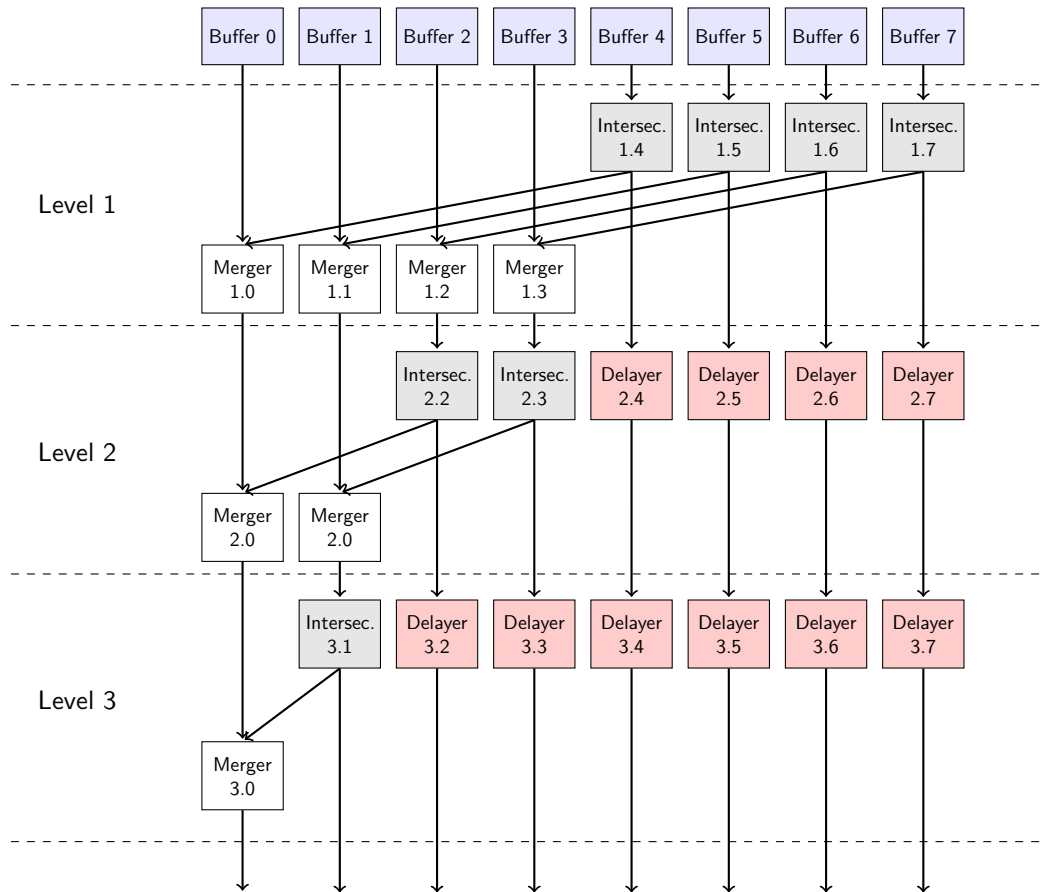 Buffer 0
Buffer 1
Buffer 2
Buffer 3
Buffer 4
Buffer 5
Buffer 6
Buffer 7
Intersec.
1.4
Intersec.
1.5
Intersec.
1.6
Intersec.
1.7
Level 1
Merger
1.0
Merger
1.1
Merger
1.2
Merger
1.3
Intersec.
2.2
Intersec.
2.3
Delayer
2.4
Delayer
2.5
Delayer
2.6
Delayer
2.7
Level 2
Merger
2.0
Merger
2.0
Intersec.
3.1
Delayer
3.2
Delayer
3.3
Delayer
3.4
Delayer
3.5
Delayer
3.6
Delayer
3.7
Level 3
Merger
3.0